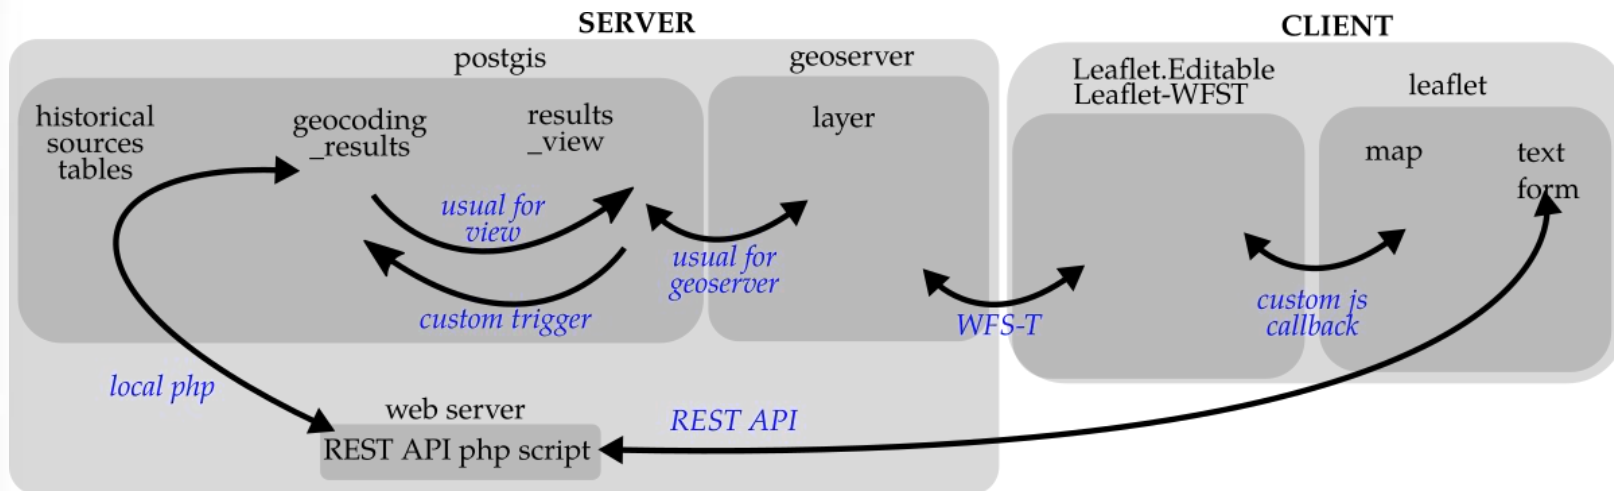 SERVER
CLIENT
postgis
geoserver
Leaflet.Editable
Leaflet-WFST
leaflet
historical
sources
tables
geocoding
_results
results
_view
layer
map
text
form
usual for
view
custom trigger
usual for
geoserver
WFS-T
custom js
callback
local php
web server
REST API php script
REST API